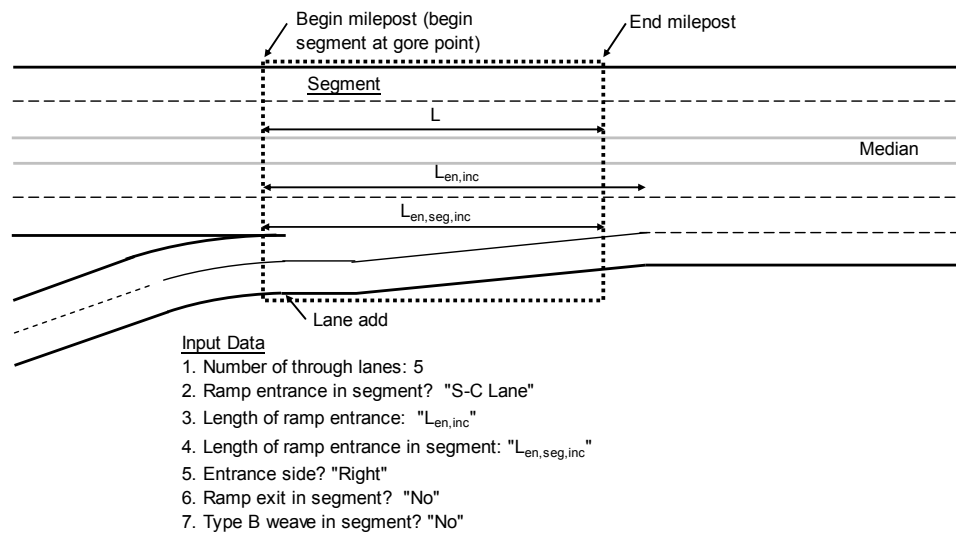 Begin milepost (begin
segment at gore point)
End milepost
Segment
L
Median
Len,inc
Len,seg,inc
Lane add
Input Data
1. Number of through lanes: 5
2. Ramp entrance in segment? "S-C Lane"
3. Length of ramp entrance: "Len,inc"
4. Length of ramp entrance in segment: "Len,seg,inc"
5. Entrance side? "Right"
6. Ramp exit in segment? "No"
7. Type B weave in segment? "No"